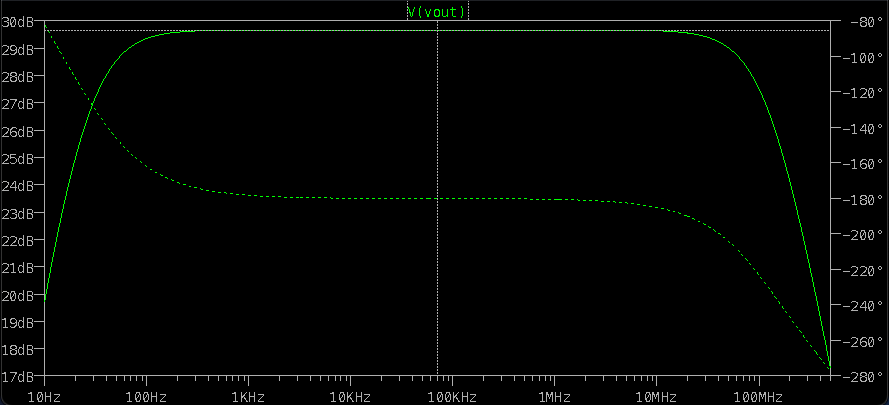 V(vout)
30dB
29dB
28dB
27dB
26dB
25dB
24dB
23dB
22dB
21dB
20dB
19dB
18dB
17dB
-80°
-100°
-120°
-140°
-160°
-180°
-200°
-220°
-240°
-260°
-280°
10Hz 100Hz 1KHz 10KHz 100KHz 1MHz 10MHz 100MHz